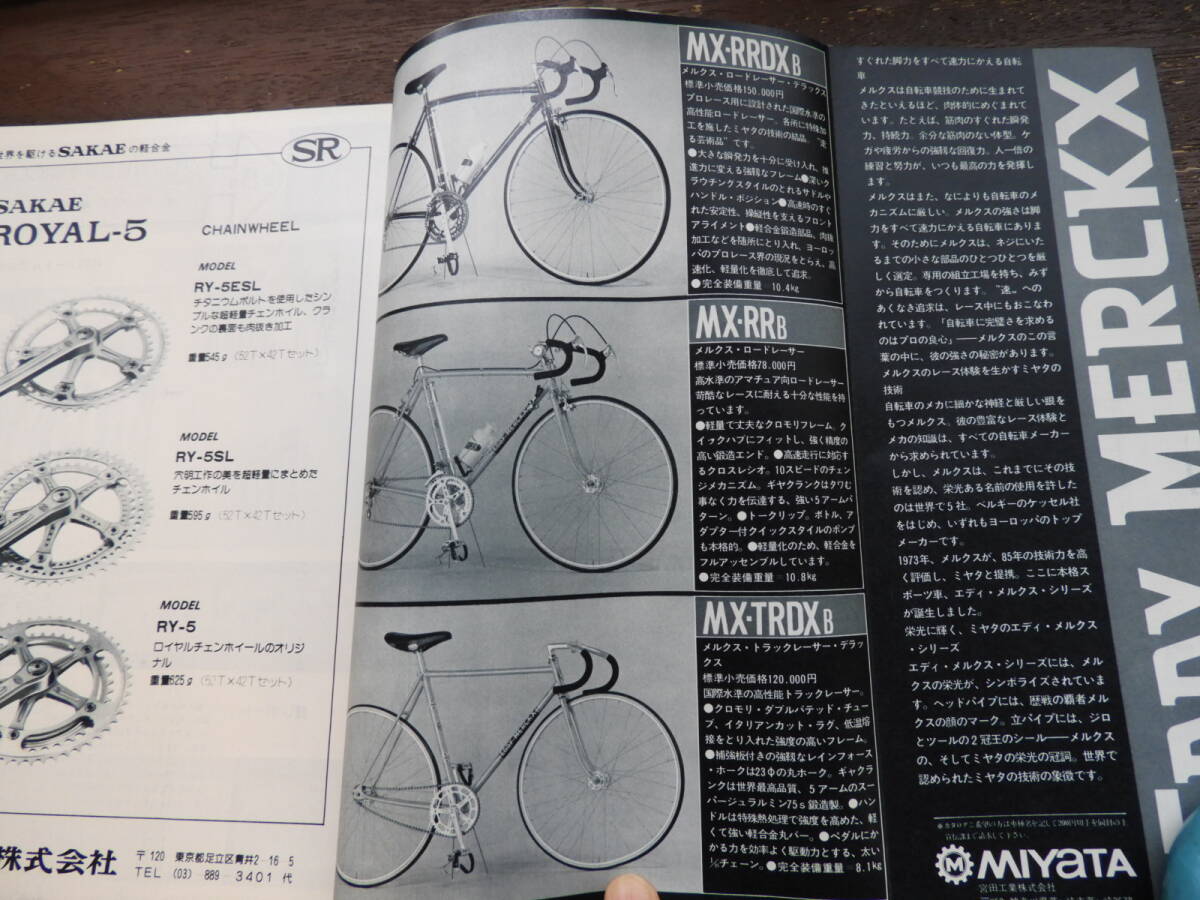 世界を駆けるSAKAEの軽合金
SR
SAKAE
ROYAL-5
CHAINWHEEL
MODEL
RY-5ESL
チタニウムボルトを使用したシン
プルな超軽量チェンホイル、クラ
ンクの裏面も肉抜き加工
重量545g (52T×42Tセット)
MODEL
RY-5SL
穴明工作の美を超軽量にまとめた
チェンホイル
重量595g (52T×42Tセット)
MODEL
RY-5
ロイヤルチェンホイールのオリジ
ナル
重量625g (52T×42Tセット)
株式会社
〒120 東京都足立区青井2-16-5
TEL (03)-889-3401 代
MX-RRDX B
メルクス・ロードレーサー・デラックス
標準小売価格150.000円
プロレース用に設計された国際水準の
高性能ロードレーサー。各所に特殊加
工を施したミヤタの技術の結晶。"走
る芸術品"です。
●大きな瞬発力を十分に受け入れ、推
進力に変える強靱なフレーム●深いク
ラウチングスタイルのとれるサドルや
ハンドル・ポジション●高速時のすぐ
れた安定性、操縦性を支えるフロント
アライメント●軽合金鍛造部品、肉抜
加工などを随所にとり入れ、ヨーロッ
パのプロレース界の現況をとらえ、高
速化、軽量化を徹底して追求。
●完全装備重量―10.4kg
MX-RR B
メルクス・ロードレーサー
標準小売価格78.000円
高水準のアマチュア向ロードレーサー
苛酷なレースに耐える十分な性能を持
っています。
●軽量で丈夫なクロモリフレーム。ク
イックハブにフィットし、強く精度の
高い鍛造エンド。●高速走行に対応す
るクロスレシオ。10スピードのチェン
ジメカニズム。ギヤクランクはタワむ
事なく力を伝達する、強い5アームパ
ターン。●トークリップ。ボトル、ア
ダプター付クイックスタイルのポンプ
も本格的。●軽量化のため、軽合金を
フルアッセンブルしています。
●完全装備重量―10.8kg
MX-TRDX B
メルクス・トラックレーサー・デラッ
クス
標準小売価格120.000円
国際水準の高性能トラックレーサー。
●クロモリ・ダブルバテッド・チュー
ブ、イタリアンカット・ラグ、低温熔
接をとり入れた強度の高いフレーム。
●補強板付きの強靱なレインフォース
・ホークは23φの丸ホーク。ギヤクラ
ンクは世界最高品質、5アームのスー
パージュラルミン75s鍛造製。●ハン
ドルは特殊熱処理で強度を高めた、軽
くて強い軽合金丸バー。●ペダルにか
かる力を効率よく駆動力とする、太い
⅛チェーン。●完全装備重量―8.1kg
すぐれた脚力をすべて速力にかえる自転
車
メルクスは自転車競技のために生まれて
きたといえるほど、肉体的にめぐまれて
います。たとえば、筋肉のすぐれた瞬発
力、持続力。余分な筋肉のない体型。ケ
ガや疲労からの強靱な回復力。人一倍の
練習と努力が、いつも最高の力を発揮し
ます。
メルクスはまた、なによりも自転車のメ
カニズムに厳しい。メルクスの強さは脚
力をすべて速力にかえる自転車にありま
す。そのためにメルクスは、ネジにいた
るまでの小さな部品のひとつひとつを厳
しく選定。専用の組立工場を持ち、みず
から自転車をつくります。"速"への
あくなき追求は、レース中にもおこなわ
れています。「自転車に完璧さを求める
のはプロの良心」――メルクスのこの言
葉の中に、彼の強さの秘密があります。
メルクスのレース体験を生かすミヤタの
技術
自転車のメカに細かな神経と厳しい眼を
もつメルクス。彼の豊富なレース体験と
メカの知識は、すべての自転車メーカー
から求められています。
しかし、メルクスは、これまでにその技
術を認め、栄光ある名前の使用を許した
のは世界で5社。ベルギーのケッセル社
をはじめ、いずれもヨーロッパのトップ
メーカーです。
1973年、メルクスが、85年の技術力を高
く評価し、ミヤタと提携。ここに本格ス
ポーツ車、エディ・メルクス・シリーズ
が誕生しました。
栄光に輝く、ミヤタのエディ・メルクス
・シリーズ
エディ・メルクス・シリーズには、メル
クスの栄光が、シンボライズされていま
す。ヘッドパイプには、歴戦の覇者メル
クスの顔のマーク。立パイプには、ジロ
とツールの2冠王のシール――メルクス
の、そしてミヤタの栄光の冠詞。世界で
認められたミヤタの技術の象徴です。
MIYATA
宮田工業株式会社
EDDY MERCKX